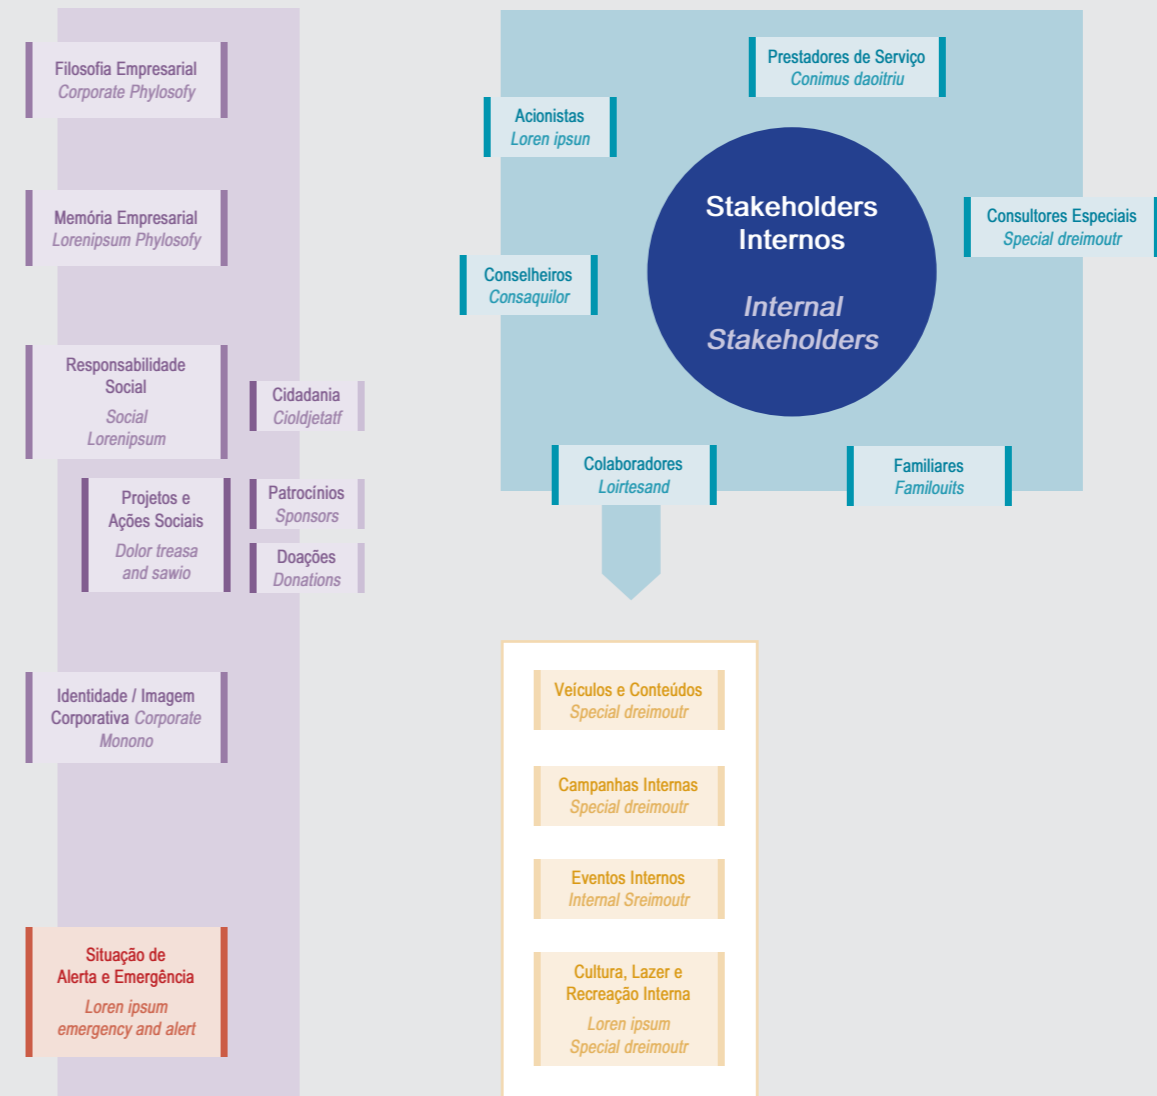 Filosofia Empresarial
Corporate Phylosofy
Memória Empresarial
Lorenipsum Phylosofy
Responsabilidade
Social
Social
Lorenipsum
Cidadania
Cioldjetatf
Projetos e
Ações Sociais
Dolor treasa
and sawio
Patrocínios
Sponsors
Doações
Donations
Identidade / Imagem
Corporativa Corporate
Monono
Situação de
Alerta e Emergência
Loren ipsum
emergency and alert
Prestadores de Serviço
Conimus daoitriu
Acionistas
Loren ipsun
Stakeholders
Internos
Internal
Stakeholders
Consultores Especiais
Special dreimoutr
Conselheiros
Consaquilor
Colaboradores
Loirtesand
Familiares
Familouits
Veículos e Conteúdos
Special dreimoutr
Campanhas Internas
Special dreimoutr
Eventos Internos
Internal Sreimoutr
Cultura, Lazer e
Recreação Interna
Loren ipsum
Special dreimoutr